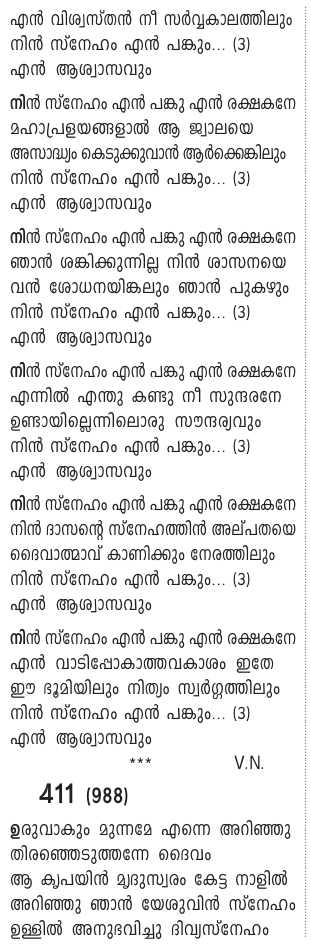 എൻ വിശ്വസ്തൻ നീ സർവ്വകാലത്തിലും
നിൻ സ്നേഹം എൻ പങ്കും... (3)
എൻ ആശ്വാസവും
നിൻ സ്നേഹം എൻ പങ്കു എൻ രക്ഷകനേ
മഹാപ്രളയങ്ങളാൽ ആ ജ്വാലയെ
അസാദ്ധ്യം കെടുക്കുവാൻ ആർക്കെങ്കിലും
നിൻ സ്നേഹം എൻ പങ്കും... (3)
എൻ ആശ്വാസവും
നിൻ സ്നേഹം എൻ പങ്കു എൻ രക്ഷകനേ
ഞാൻ ശങ്കിക്കുന്നില്ല നിൻ ശാസനയെ
വൻ ശോധനയിങ്കലും ഞാൻ പുകഴും
നിൻ സ്നേഹം എൻ പങ്കും... (3)
എൻ ആശ്വാസവും
നിൻ സ്നേഹം എൻ പങ്കു എൻ രക്ഷകനേ
എന്നിൽ എന്തു കണ്ടു നീ സുന്ദരനേ
ഉണ്ടായില്ലെന്നിലൊരു സൗന്ദര്യവും
നിൻ സ്നേഹം എൻ പങ്കും... (3)
എൻ ആശ്വാസവും
നിൻ സ്നേഹം എൻ പങ്കു എൻ രക്ഷകനേ
നിൻ ദാസന്റെ സ്നേഹത്തിൻ അല്പതയെ
ദൈവാത്മാവ് കാണിക്കും നേരത്തിലും
നിൻ സ്നേഹം എൻ പങ്കും... (3)
എൻ ആശ്വാസവും
നിൻ സ്നേഹം എൻ പങ്കു എൻ രക്ഷകനേ
എൻ വാടിപ്പോകാത്തവകാശം ഇതേ
ഈ ഭൂമിയിലും നിത്യം സ്വർഗ്ഗത്തിലും
നിൻ സ്നേഹം എൻ പങ്കും... (3)
എൻ ആശ്വാസവും
*** V.N.
411 (988)
ഉരുവാകും മുന്നമേ എന്നെ അറിഞ്ഞു
തിരഞ്ഞെടുത്തന്നേ ദൈവം
ആ കൃപയിൻ മൃദുസ്വരം കേട്ട നാളിൽ
അറിഞ്ഞു ഞാൻ യേശുവിൻ സ്നേഹം
ഉള്ളിൽ അനുഭവിച്ചു ദിവ്യസ്നേഹം